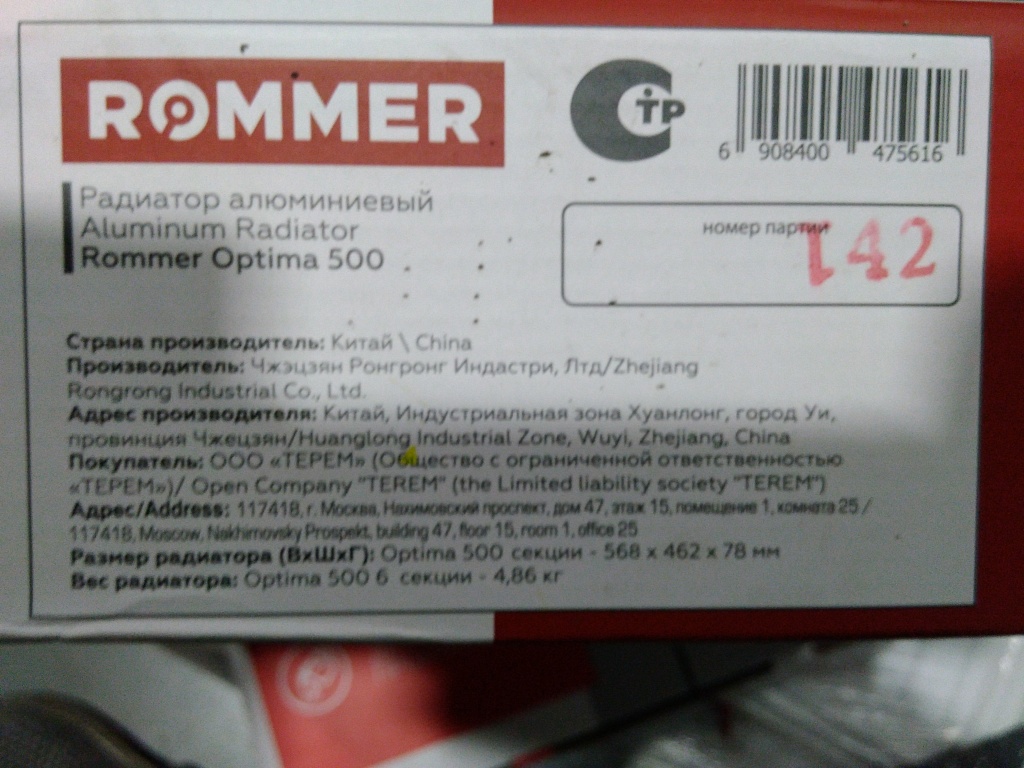 ROMMER
ТР
6 908400 475616
Радиатор алюминиевый
Aluminum Radiator
Rommer Optima 500
номер партии
142
Страна производитель: Китай \ China
Производитель: Чжэцзян Ронгронг Индастри, Лтд/Zhejiang
Rongrong Industrial Co., Ltd.
Адрес производителя: Китай, Индустриальная зона Хуанлонг, город Уи,
провинция Чжецзян/Huanglong Industrial Zone, Wuyi, Zhejiang, China
Покупатель: ООО «ТЕРЕМ» (Общество с ограниченной ответственностью
«ТЕРЕМ»)/ Open Company "TEREM" (the Limited liability society "TEREM")
Адрес/Address: 117418, г. Москва, Нахимовский проспект, дом 47, этаж 15, помещение 1, комната 25 /
117418, Moscow, Nakhimovsky Prospekt, building 47, floor 15, room 1, office 25
Размер радиатора (ВхШхГ): Optima 500 секции - 568 x 462 x 78 мм
Вес радиатора: Optima 500 6 секции - 4,86 кг